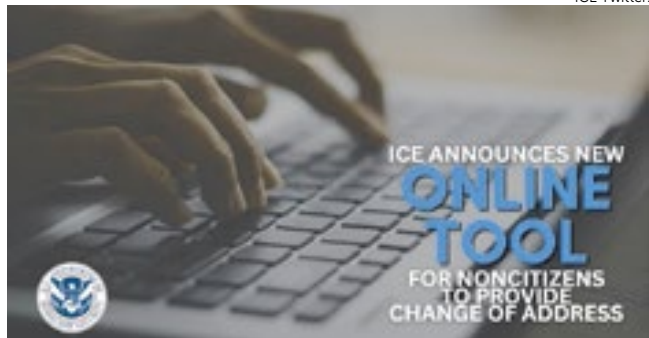 ICE ANNOUNCES NEW
ONLINE
TOOL
FOR NONCITIZENS
TO PROVIDE
CHANGE OF ADDRESS